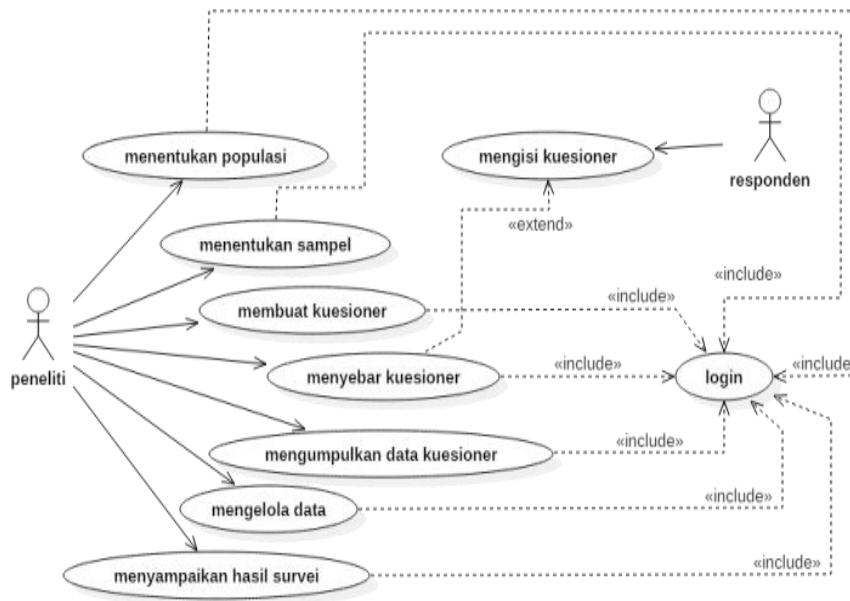 menentukan populasi
mengisi kuesioner
responden
menentukan sampel
«extend»
«include»
membuat kuesioner
«include»
peneliti
menyebar kuesioner
«include»
login
«include
mengumpulkan data kuesioner
«include»
mengelola data
«include»
menyampaikan hasil survei
«include»